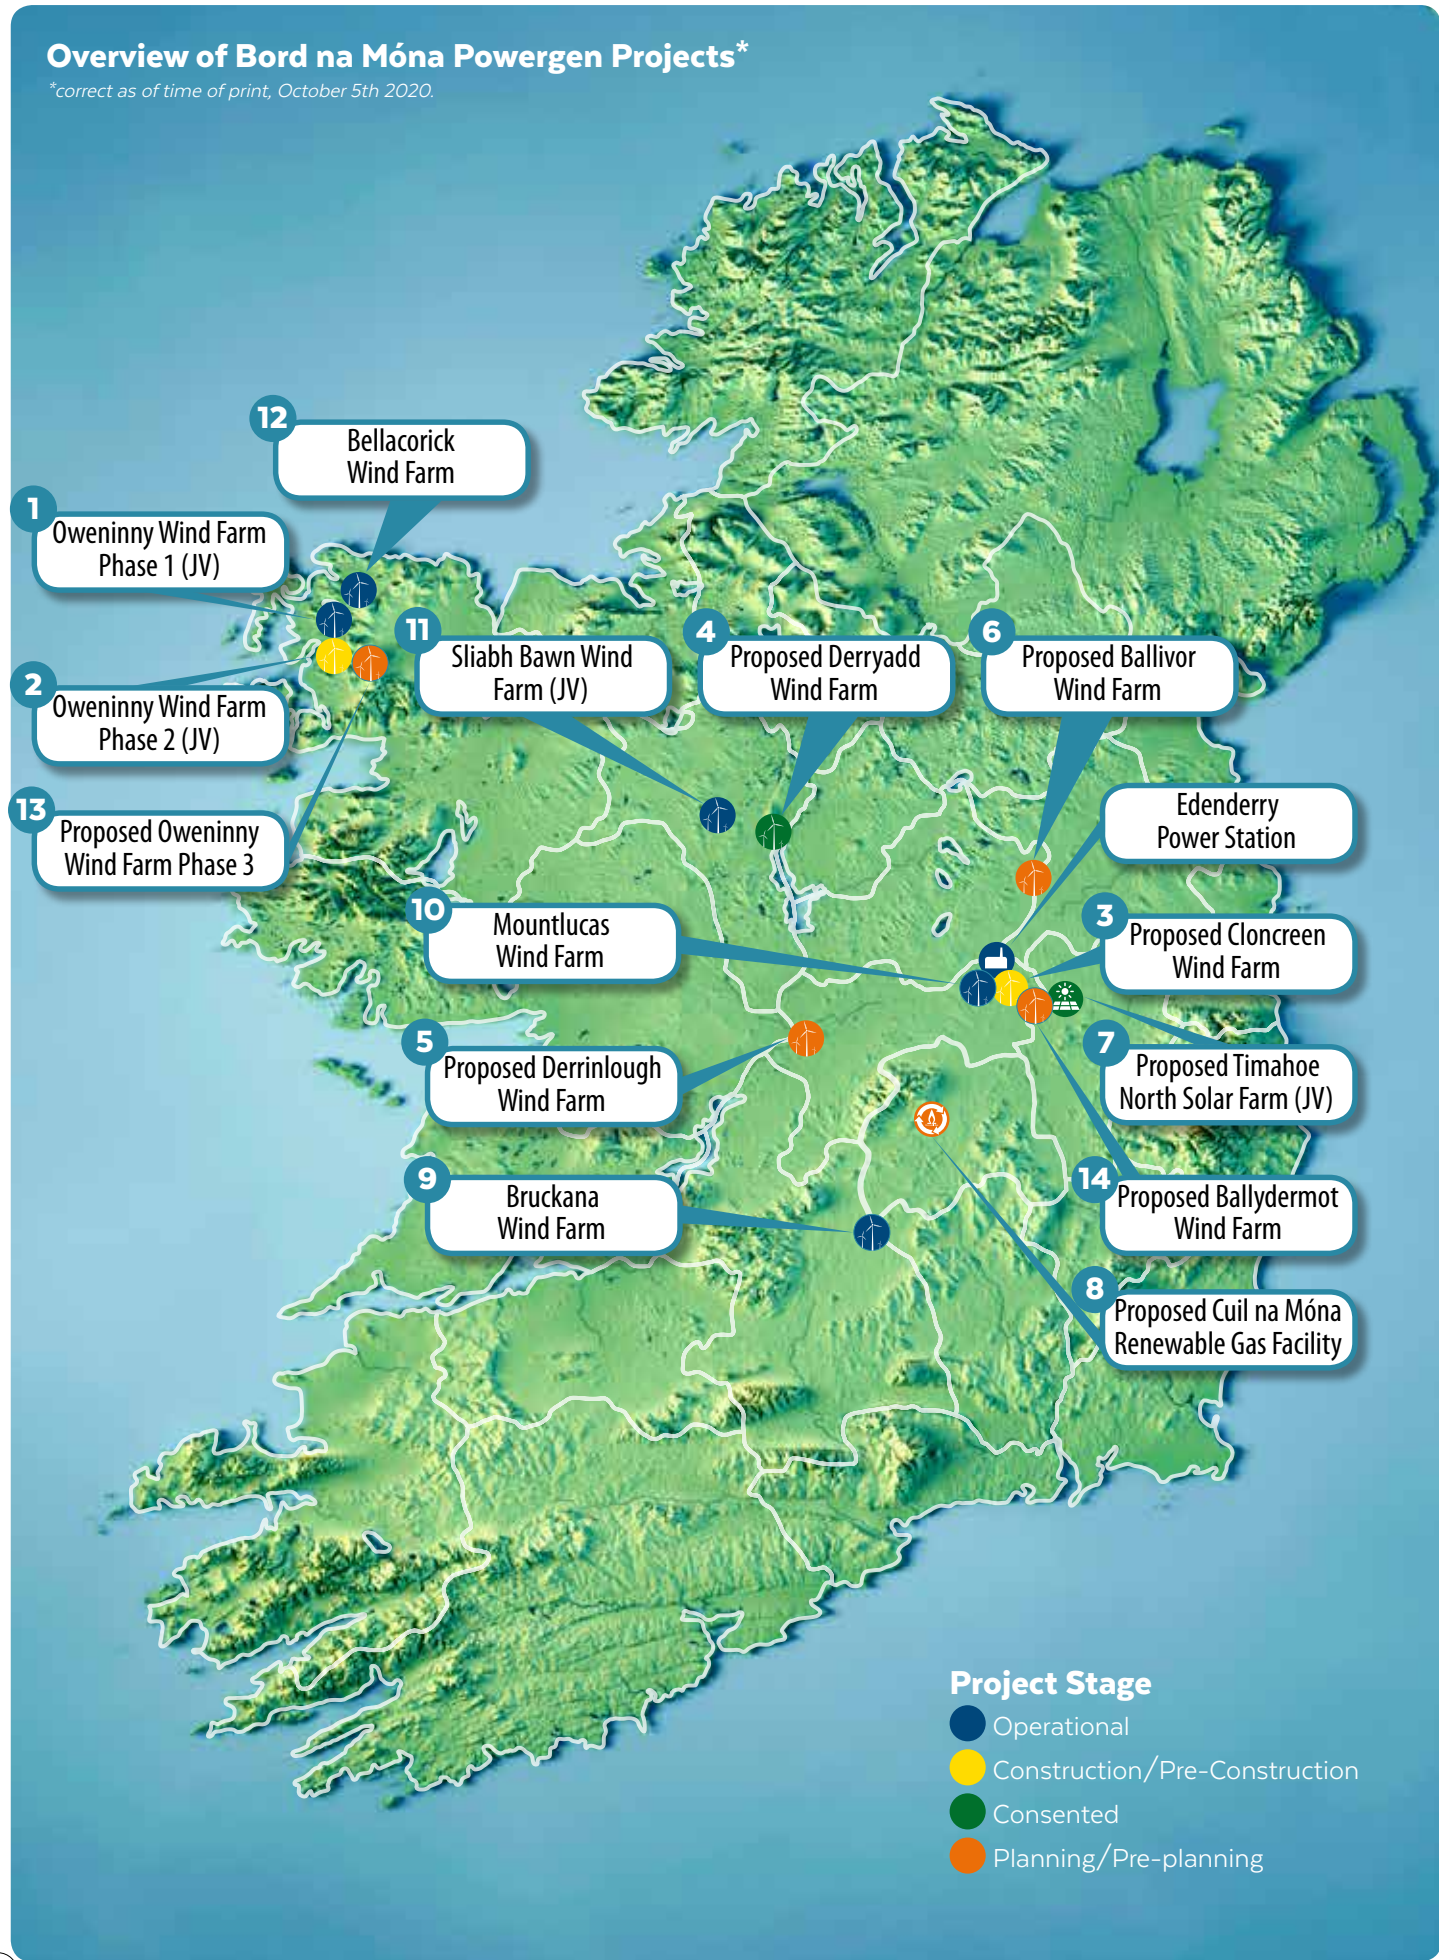 Overview of Bord na Móna Powergen Projects*
*correct as of time of print, October 5th 2020.
12
Bellacorick
Wind Farm
1
Oweninny Wind Farm
Phase 1 (JV)
11
Sliabh Bawn Wind
Farm (JV)
4
Proposed Derryadd
Wind Farm
6
Proposed Ballivor
Wind Farm
2
Oweninny Wind Farm
Phase 2 (JV)
13
Proposed Oweninny
Wind Farm Phase 3
Edenderry
Power Station
10
Mountlucas
Wind Farm
3
Proposed Cloncreen
Wind Farm
5
Proposed Derrinlough
Wind Farm
7
Proposed Timahoe
North Solar Farm (JV)
9
Bruckana
Wind Farm
14
Proposed Ballydermot
Wind Farm
8
Proposed Cuil na Móna
Renewable Gas Facility
Project Stage
Operational
Construction/Pre-Construction
Consented
Planning/Pre-planning